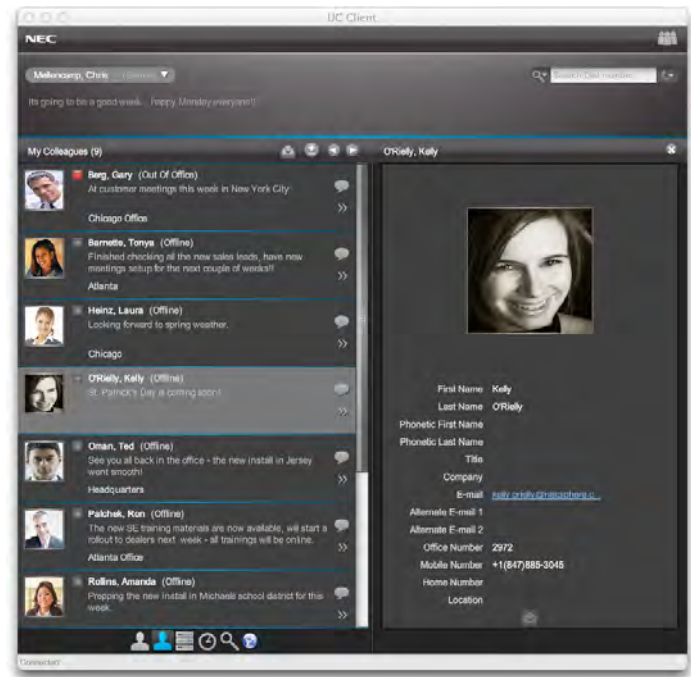 UC Client
NEC
Mellencamp, Chris
Its going to be a good week... happy Monday everyone!!
My Colleagues (9)
O'Rielly, Kelly
Berg, Gary (Out Of Office)
At customer meetings this week in New York City
Chicago Office
Barnette, Tonya (Offline)
Finished checking all the new sales leads, have new
meetings setup for the next couple of weeks!!
Atlanta
Heinz, Laura (Offline)
Looking forward to spring weather.
Chicago
O'Rielly, Kelly (Offline)
St. Patrick's Day is coming soon!
Oman, Ted (Offline)
See you all back in the office - the new install in Jersey
went smooth!
Headquarters
Palchek, Ron (Offline)
The new SE training materials are now available, will start a
rollout to dealers next week - all trainings will be online.
Atlanta Office
Rollins, Amanda (Offline)
Prepping the new install in Michaels school district for this
week.
First Name Kelly
Last Name O'Rielly
Phonetic First Name
Phonetic Last Name
Title
Company
E-mail
Alternate E-mail 1
Alternate E-mail 2
Office Number 2972
Mobile Number +1(847)885-3045
Home Number
Location
Connected